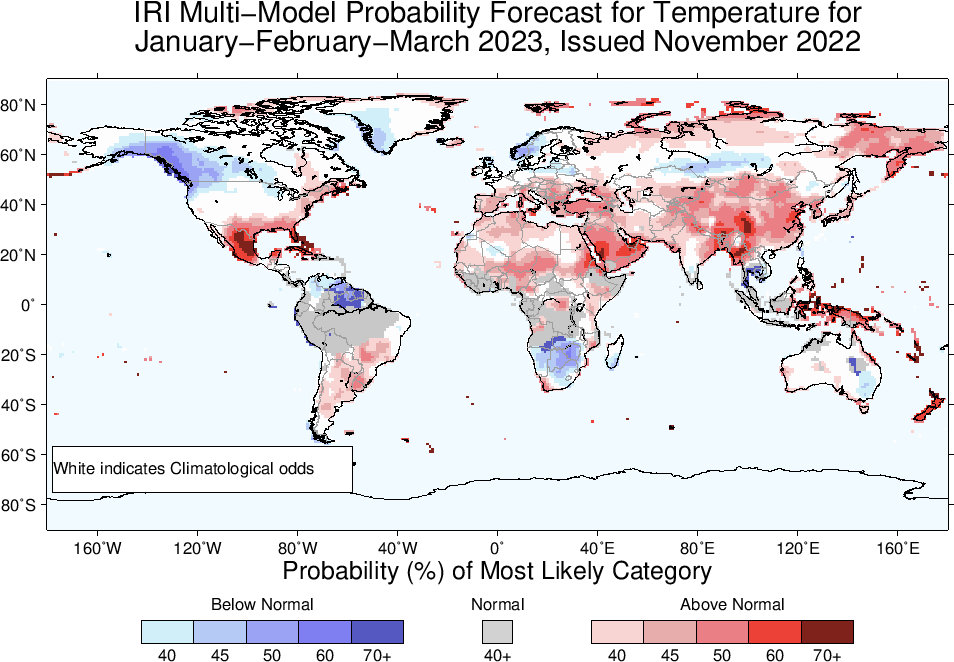 IRI Multi−Model Probability Forecast for Temperature for
January−February−March 2023, Issued November 2022
80˚N
60˚N
40˚N
20˚N
0˚
20˚S
40˚S
60˚S
80˚S
White indicates Climatological odds
160˚W 120˚W 80˚W 40˚W 0˚ 40˚E 80˚E 120˚E 160˚E
Probability (%) of Most Likely Category
Below Normal Normal Above Normal
40 45 50 60 70+ 40+ 40 45 50 60 70+